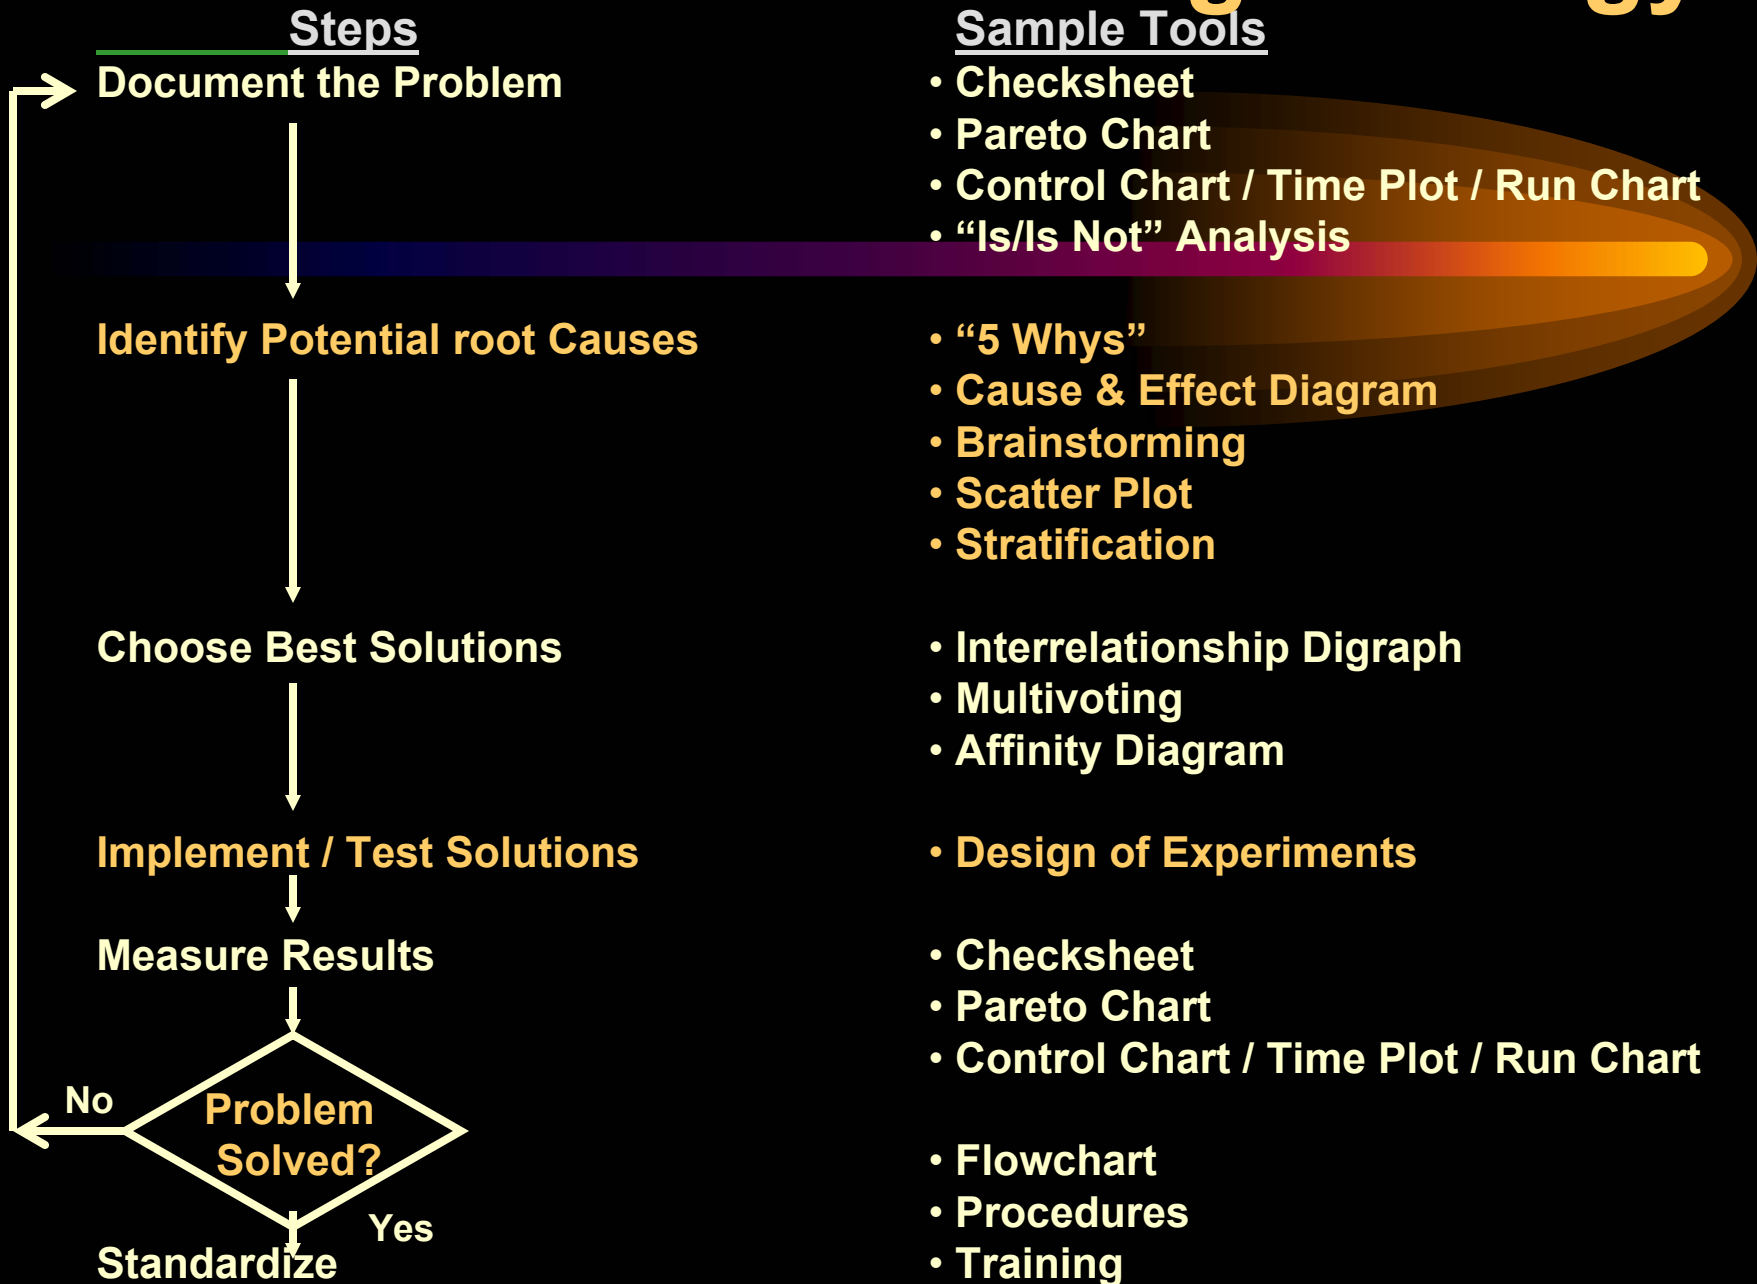 Steps
Document the Problem
Identify Potential root Causes
Choose Best Solutions
Implement / Test Solutions
Measure Results
No
Problem
Solved?
Yes
Standardize
Sample Tools
• Checksheet
• Pareto Chart
• Control Chart / Time Plot / Run Chart
• “Is/Is Not” Analysis
• “5 Whys”
• Cause & Effect Diagram
• Brainstorming
• Scatter Plot
• Stratification
• Interrelationship Digraph
• Multivoting
• Affinity Diagram
• Design of Experiments
• Checksheet
• Pareto Chart
• Control Chart / Time Plot / Run Chart
• Flowchart
• Procedures
• Training